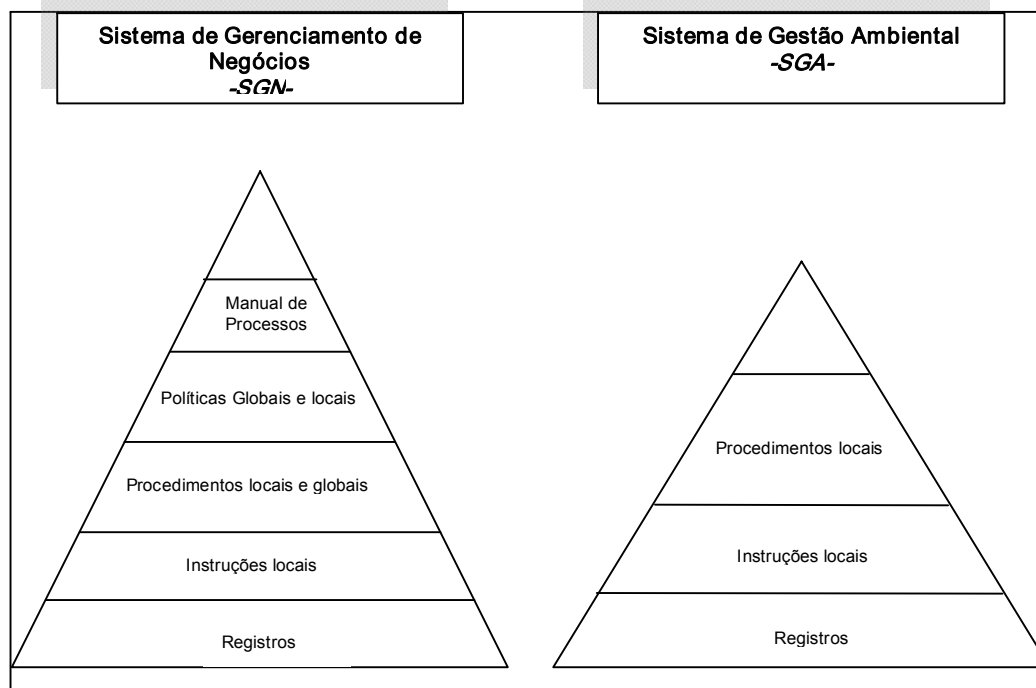 Sistema de Gerenciamento de
Negócios
-SGN-
Manual de
Processos
Políticas Globais e locais
Procedimentos locais e globais
Instruções locais
Registros
Sistema de Gestão Ambiental
-SGA-
Procedimentos locais
Instruções locais
Registros